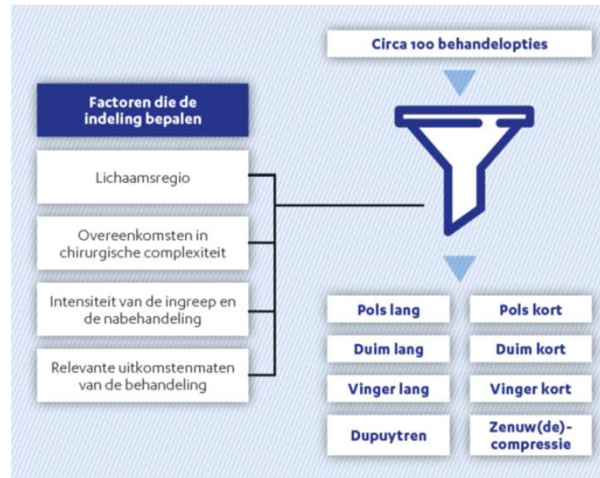 Circa 100 behandelopties
Factoren die de
indeling bepalen
Lichaamsregio
Overeenkomsten in
chirurgische complexiteit
Intensiteit van de ingreep en
de nabehandeling
Relevante uitkomstenmaten
van de behandeling
Pols lang
Pols kort
Duim lang
Duim kort
Vinger lang
Vinger kort
Dupuytren
Zenuw(de)-
compressie